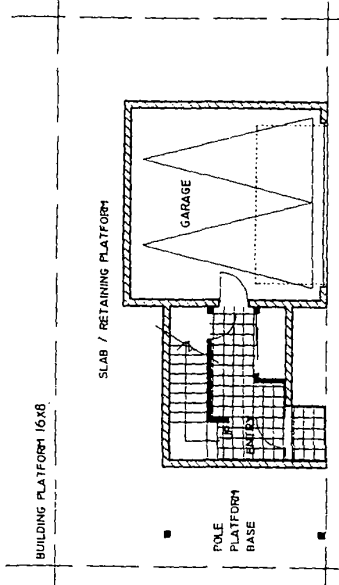 BUILDING PLATFORM 16X8
SLAB / RETAINING PLATFORM
GARAGE
ENTRY
POLE
PLATFORM
BASE